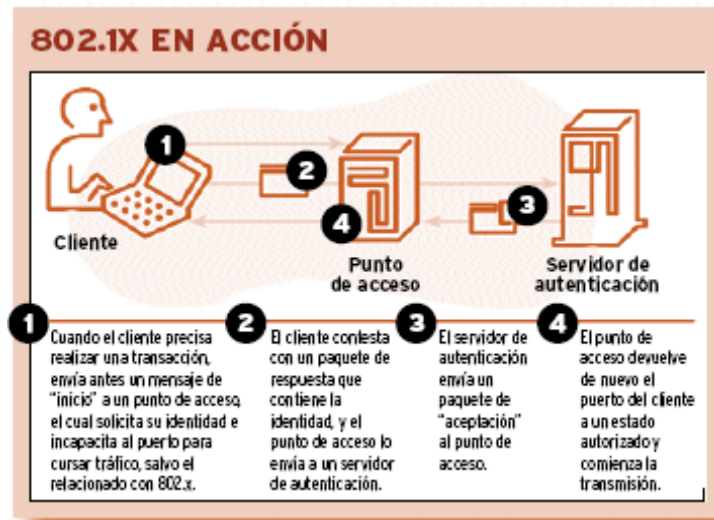 802.1X EN ACCIÓN
1
2
3
4
Cliente
Punto
de acceso
Servidor de
autenticación
1
Cuando el cliente precisa
realizar una transacción,
envía antes un mensaje de
"inicio" a un punto de acceso,
el cual solicita su identidad e
incapacita al puerto para
cursar tráfico, salvo el
relacionado con 802.x.
2
El cliente contesta
con un paquete de
respuesta que
contiene la
identidad, y el
punto de acceso lo
envía a un servidor
de autenticación.
3
El servidor de
autenticación
envía un
paquete de
"aceptación"
al punto de
acceso.
4
El punto de
acceso devuelve
de nuevo el
puerto del cliente
a un estado
autorizado y
comienza la
transmisión.